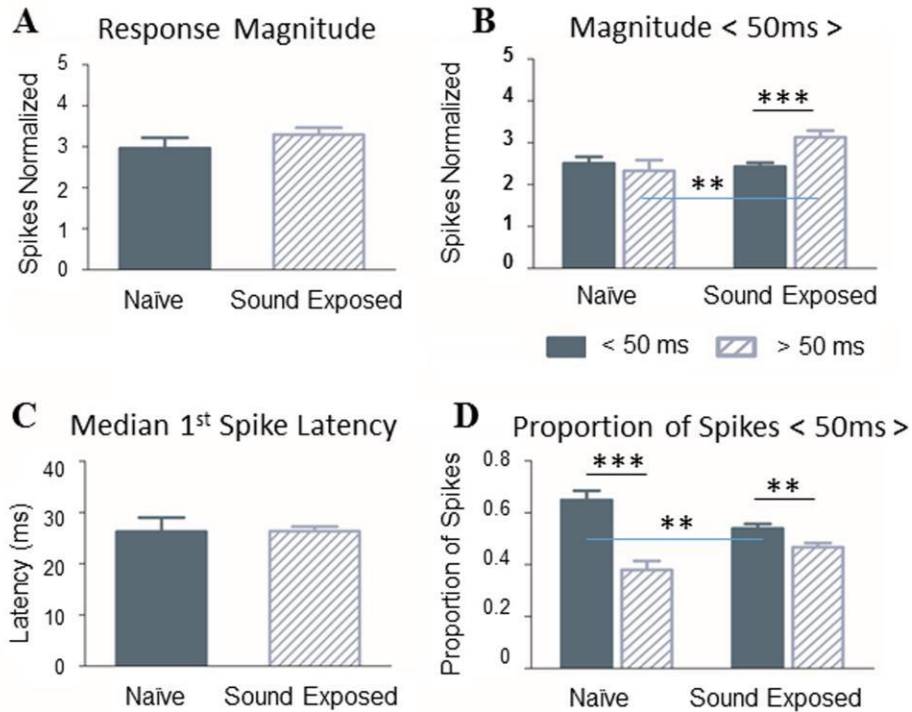 A Response Magnitude
Spikes Normalized
5
4
3
2
1
0
Naïve Sound Exposed
B Magnitude < 50ms >
Spikes Normalized
5
4
3
2
1
0
***
**
Naïve Sound Exposed
< 50 ms > 50 ms
C Median 1st Spike Latency
Latency (ms)
40
30
20
10
0
Naïve Sound Exposed
D Proportion of Spikes < 50ms >
Proportion of Spikes
0.8
0.6
0.4
0.2
0
***
**
**
Naïve Sound Exposed